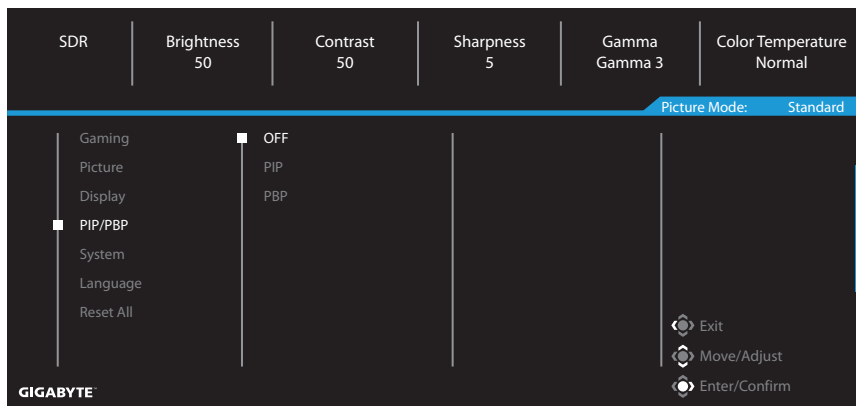 SDR
Brightness
50
Contrast
50
Sharpness
5
Gamma
Gamma 3
Color Temperature
Normal
Picture Mode: Standard
Gaming
Picture
Display
PIP/PBP
System
Language
Reset All
OFF
PIP
PBP
Exit
Move/Adjust
Enter/Confirm
GIGABYTE™